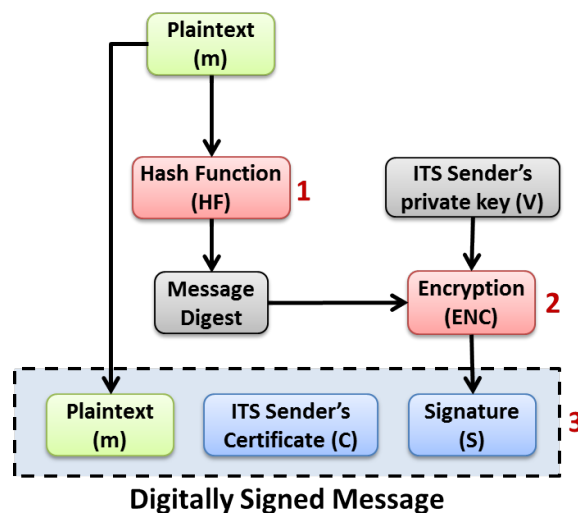 Plaintext
(m)
Hash Function
(HF)
1
ITS Sender's
private key (V)
Message
Digest
Encryption
(ENC)
2
Plaintext
(m)
ITS Sender's
Certificate (C)
Signature
(S)
3
Digitally Signed Message